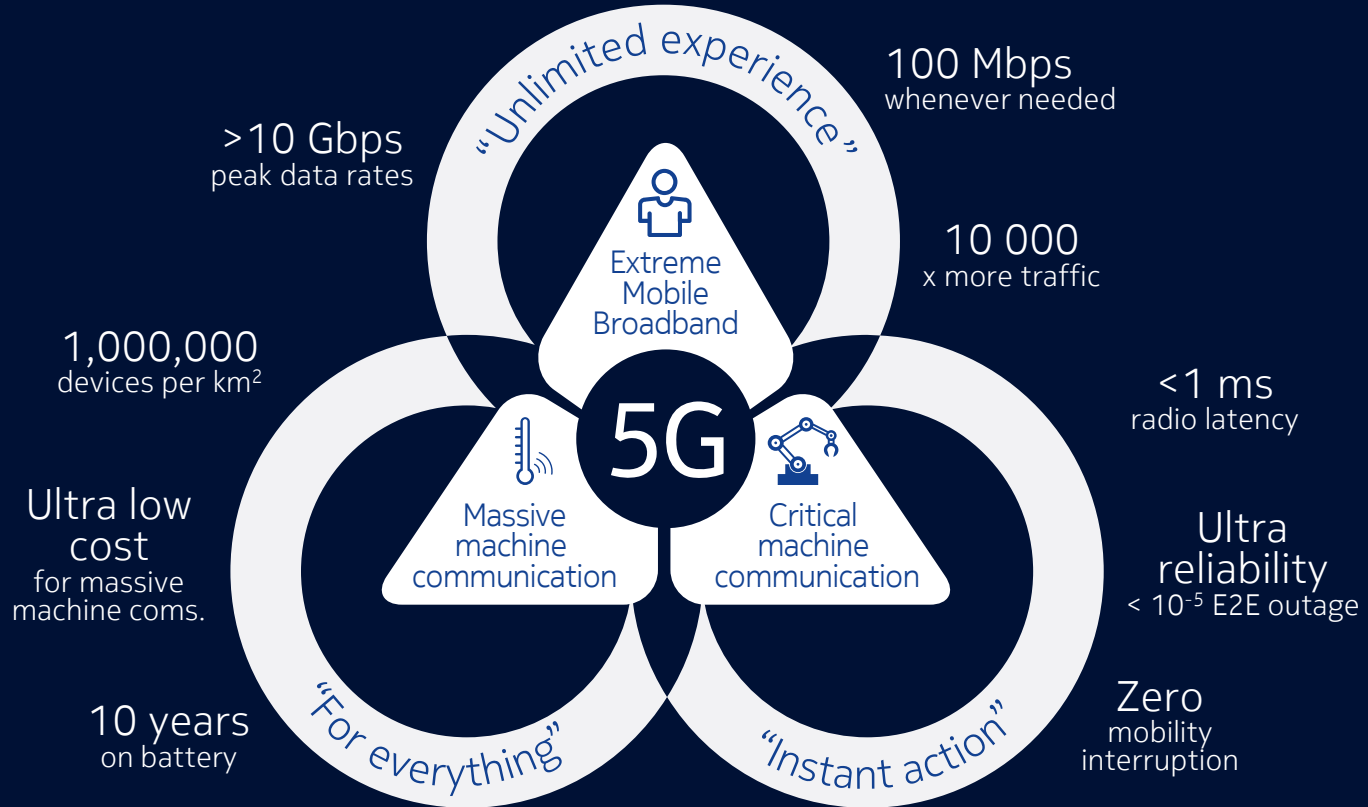 “Unlimited experience”
100 Mbps
whenever needed
>10 Gbps
peak data rates
10 000
x more traffic
Extreme
Mobile
Broadband
1,000,000
devices per km²
<1 ms
radio latency
5G
Massive
machine
communication
Critical
machine
communication
Ultra low
cost
for massive
machine coms.
Ultra
reliability
< 10⁻⁵ E2E outage
10 years
on battery
Zero
mobility
interruption
“For everything”
“Instant action”